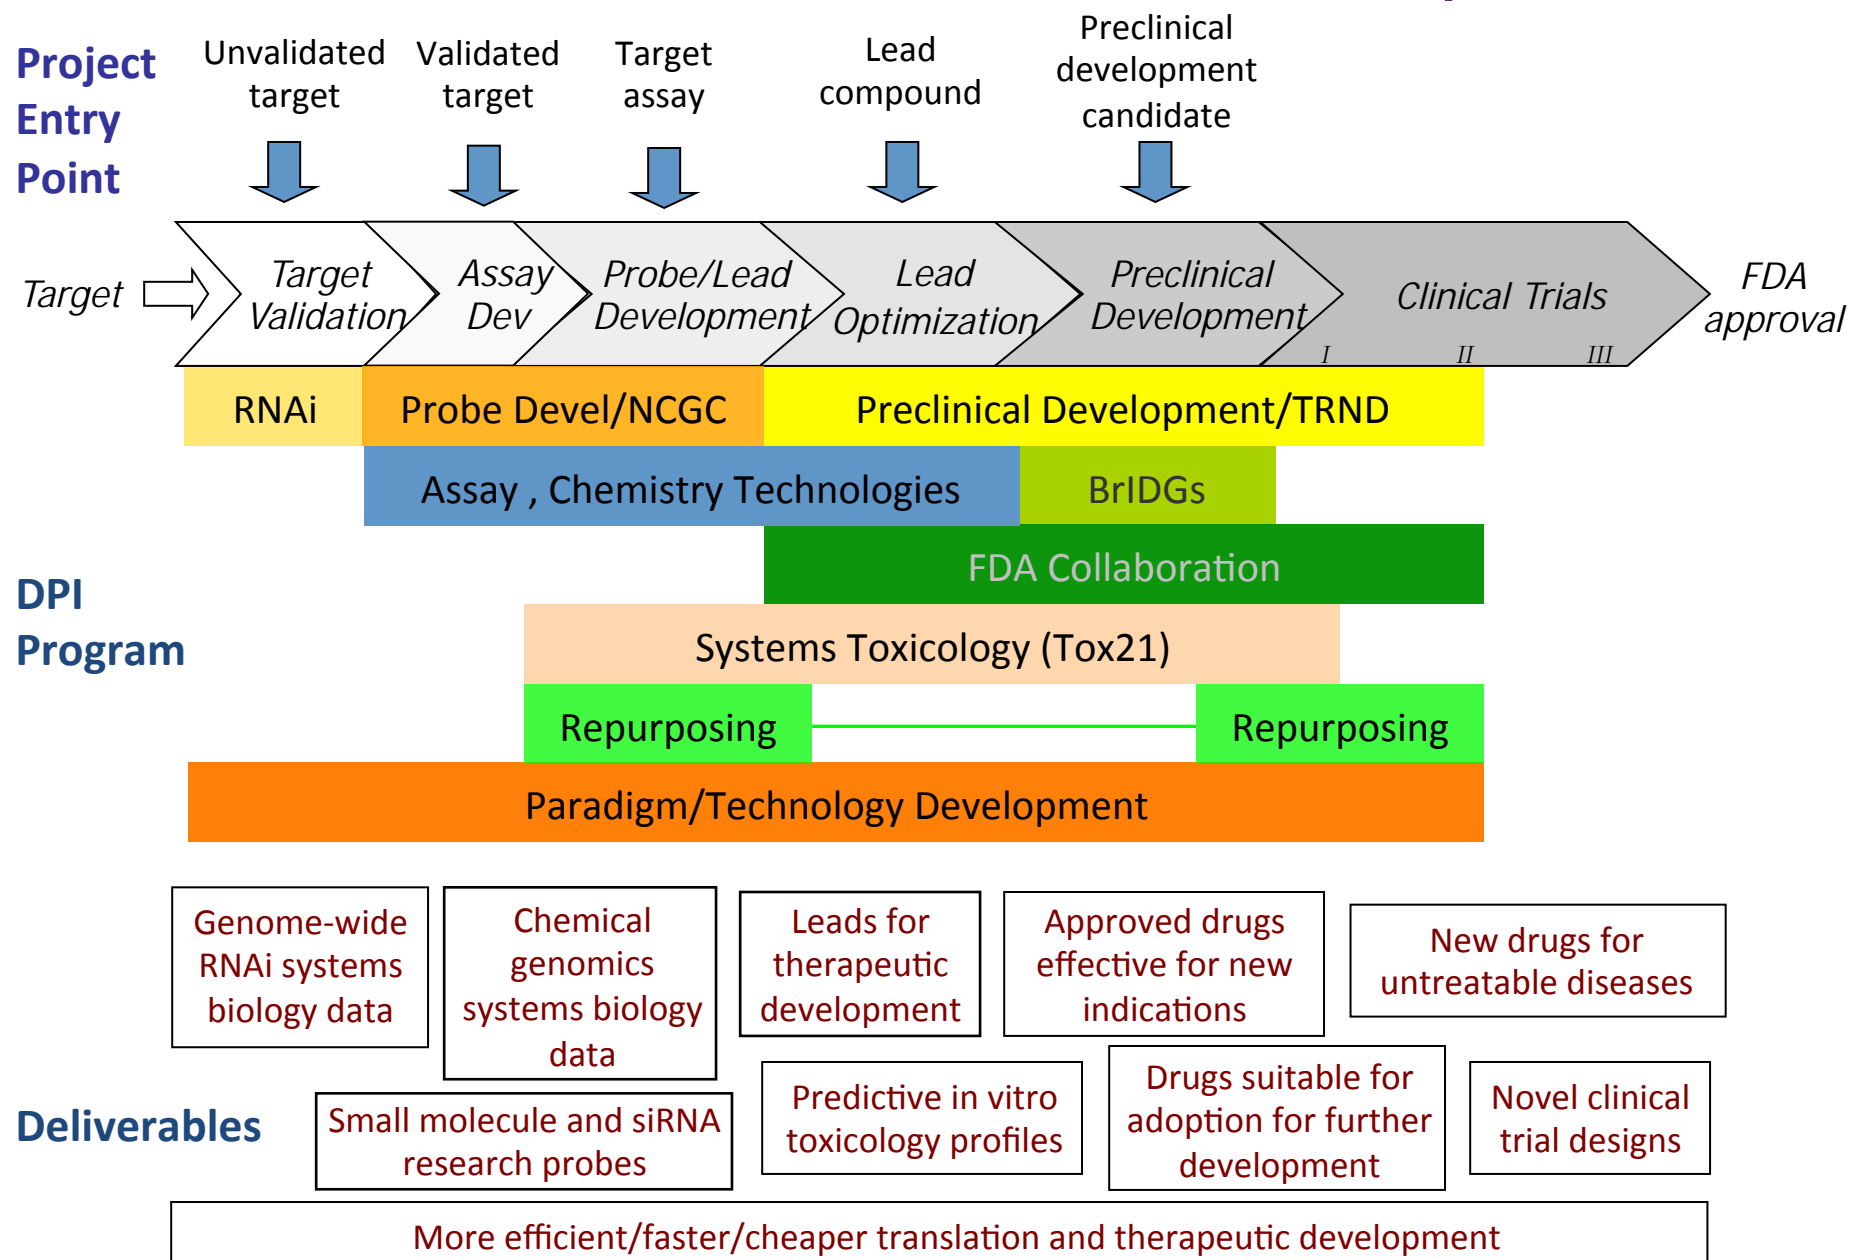 Project
Entry
Point
Unvalidated
target
Validated
target
Target
assay
Lead
compound
Preclinical
development
candidate
Target
Target
Validation
Assay
Dev
Probe/Lead
Development
Lead
Optimization
Preclinical
Development
Clinical Trials
I II III
FDA
approval
DPI
Program
RNAi
Probe Devel/NCGC
Preclinical Development/TRND
Assay , Chemistry Technologies
BrIDGs
FDA Collaboration
Systems Toxicology (Tox21)
Repurposing
Repurposing
Paradigm/Technology Development
Deliverables
Genome-wide
RNAi systems
biology data
Chemical
genomics
systems biology
data
Leads for
therapeutic
development
Approved drugs
effective for new
indications
New drugs for
untreatable diseases
Small molecule and siRNA
research probes
Predictive in vitro
toxicology profiles
Drugs suitable for
adoption for further
development
Novel clinical
trial designs
More efficient/faster/cheaper translation and therapeutic development